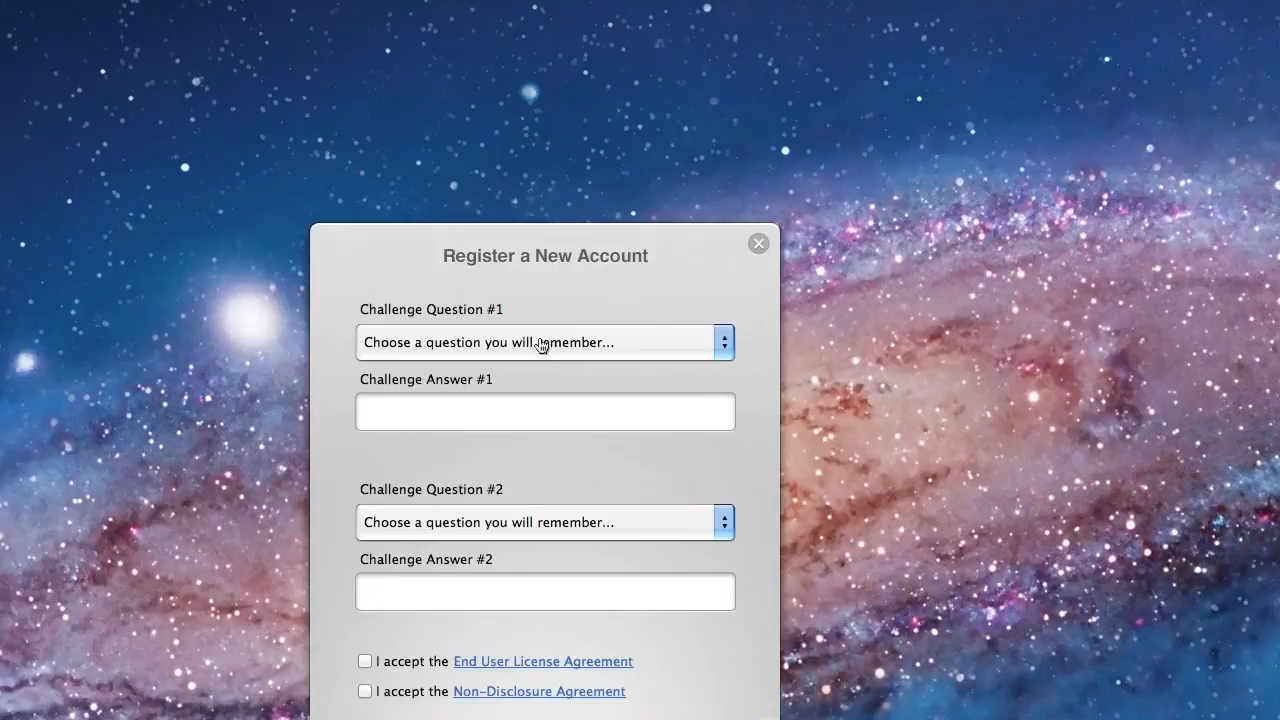 Register a New Account
Challenge Question #1
Choose a question you will remember...
Challenge Answer #1
Challenge Question #2
Choose a question you will remember...
Challenge Answer #2
I accept the End User License Agreement
I accept the Non-Disclosure Agreement